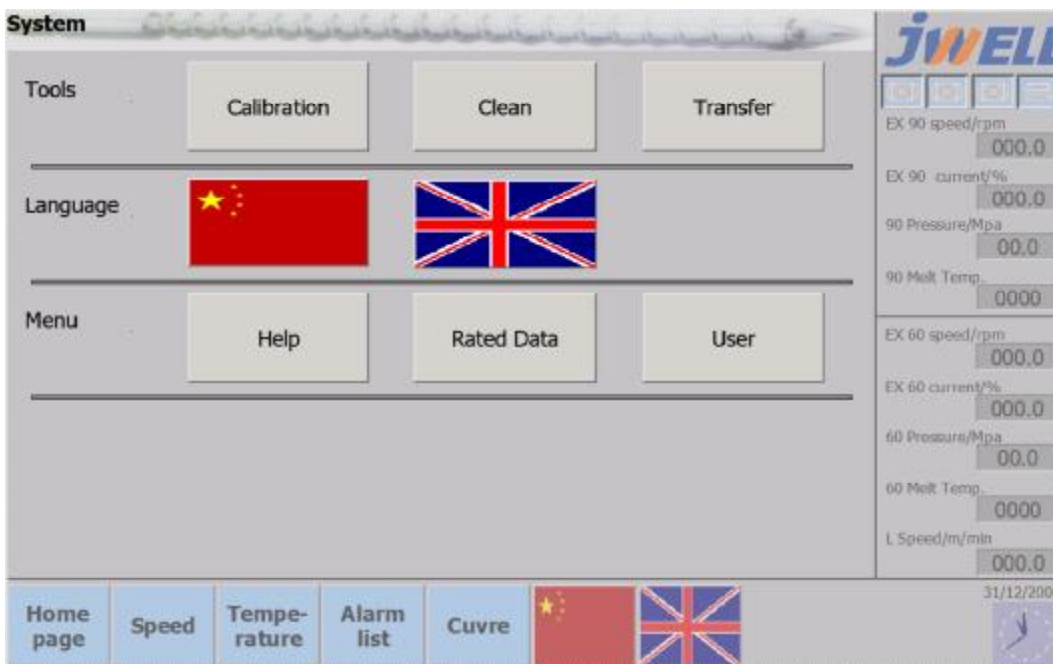 System
JWELL
Tools
Calibration
Clean
Transfer
Language
Menu
Help
Rated Data
User
EX 90 speed/rpm
000.0
EX 90 current/%
000.0
90 Pressure/Mpa
00.0
90 Melt Temp.
0000
EX 60 speed/rpm
000.0
EX 60 current/%
000.0
60 Pressure/Mpa
00.0
60 Melt Temp.
0000
L Speed/m/min
000.0
Home
page
Speed
Tempe-
rature
Alarm
list
Cuvre
31/12/200